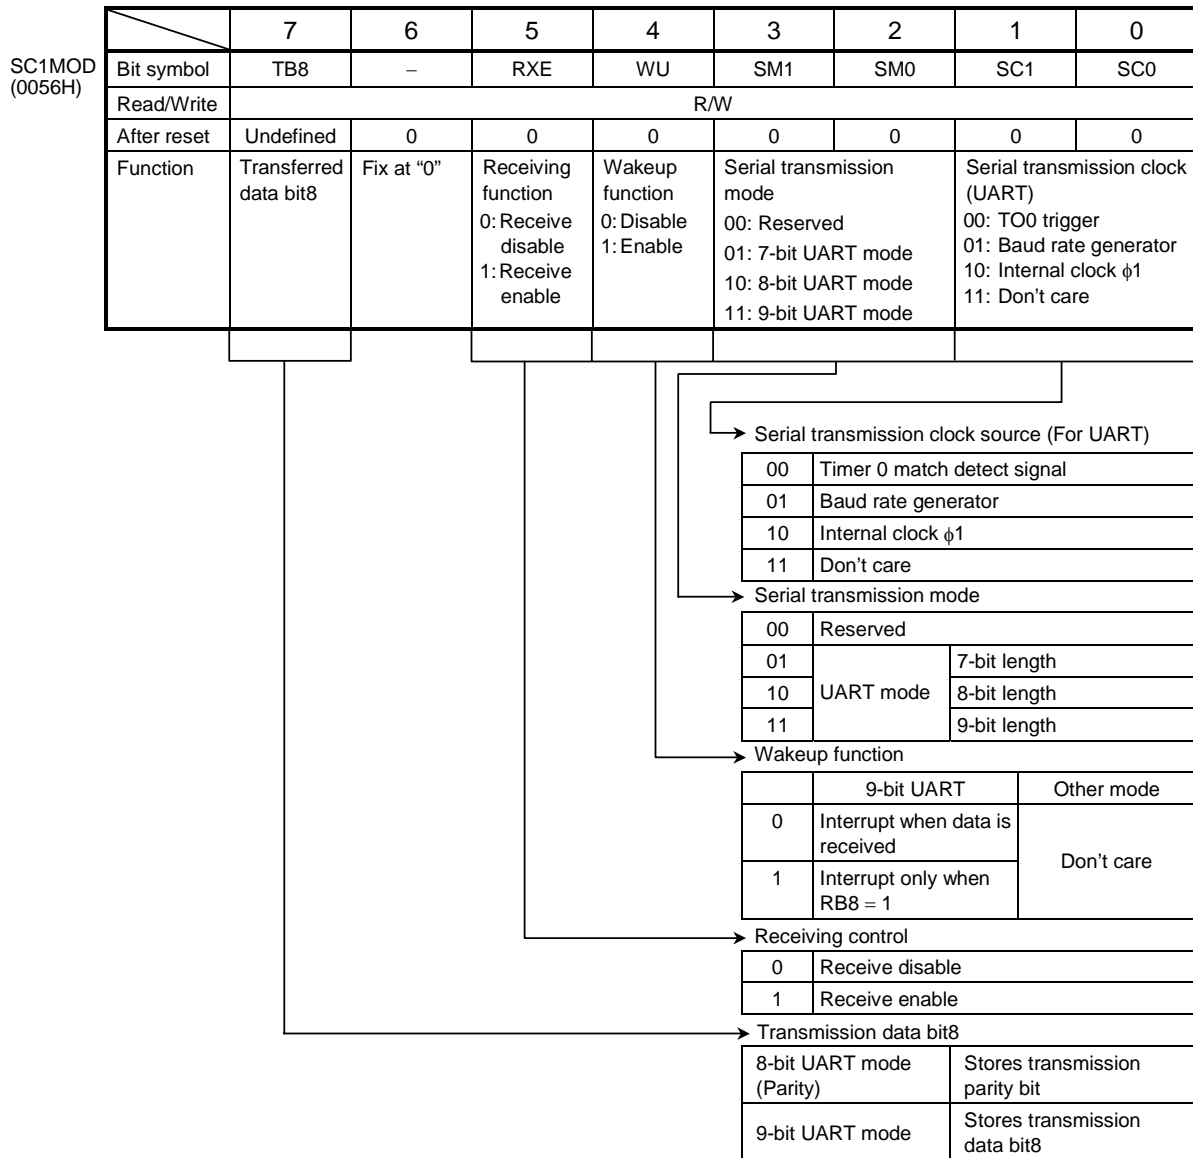 7 6 5 4 3 2 1 0
SC1MOD
(0056H)
Bit symbol TB8 − RXE WU SM1 SM0 SC1 SC0
Read/Write R/W
After reset Undefined 0 0 0 0 0 0 0
Function
Transferred
data bit8
Fix at “0”
Receiving
function
0: Receive
disable
1: Receive
enable
Wakeup
function
0: Disable
1: Enable
Serial transmission
mode
00: Reserved
01: 7-bit UART mode
10: 8-bit UART mode
11: 9-bit UART mode
Serial transmission clock
(UART)
00: TO0 trigger
01: Baud rate generator
10: Internal clock φ1
11: Don’t care
Serial transmission clock source (For UART)
00 Timer 0 match detect signal
01 Baud rate generator
10 Internal clock φ1
11 Don’t care
Serial transmission mode
00 Reserved
01 7-bit length
10 UART mode 8-bit length
11 9-bit length
Wakeup function
9-bit UART Other mode
0 Interrupt when data is
received
Don’t care
1 Interrupt only when
RB8 = 1
Receiving control
0 Receive disable
1 Receive enable
Transmission data bit8
8-bit UART mode
(Parity)
Stores transmission
parity bit
9-bit UART mode
Stores transmission
data bit8